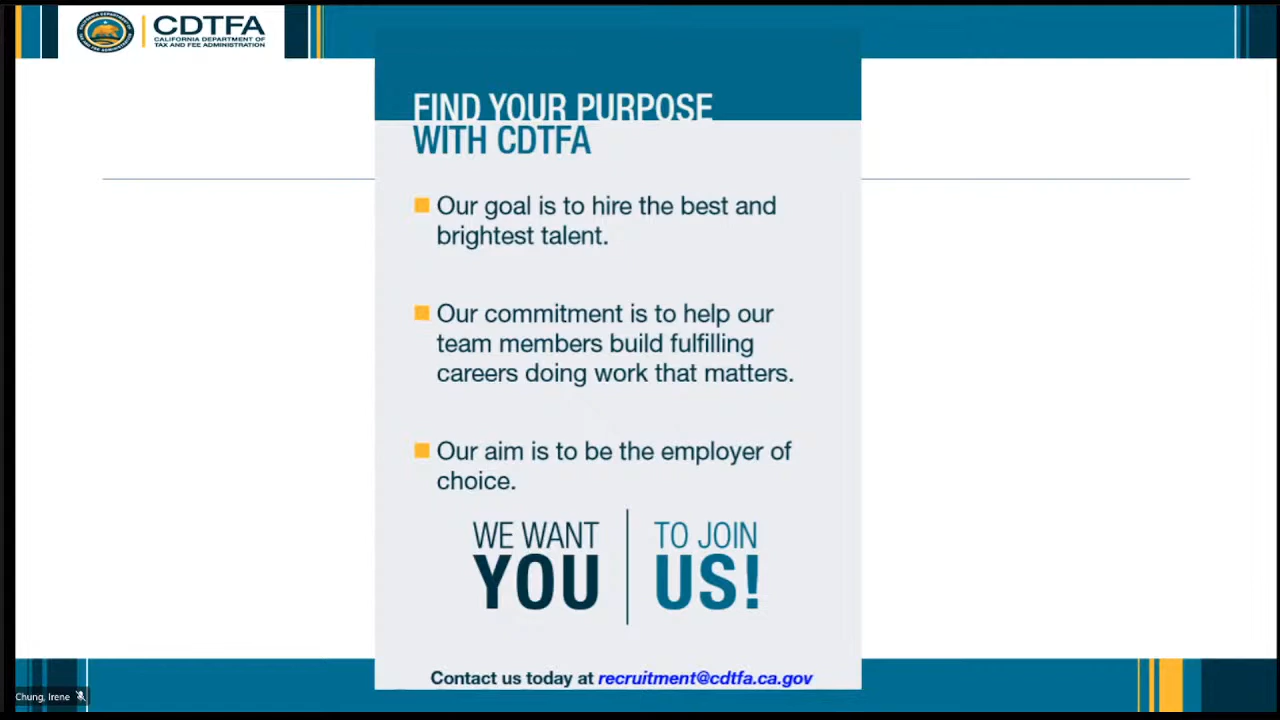 CDTFA
CALIFORNIA DEPARTMENT OF
TAX AND FEE ADMINISTRATION
FIND YOUR PURPOSE
WITH CDTFA
Our goal is to hire the best and
brightest talent.
Our commitment is to help our
team members build fulfilling
careers doing work that matters.
Our aim is to be the employer of
choice.
WE WANT
YOU
TO JOIN
US!
Contact us today at recruitment@cdtfa.ca.gov
Chung, Irene